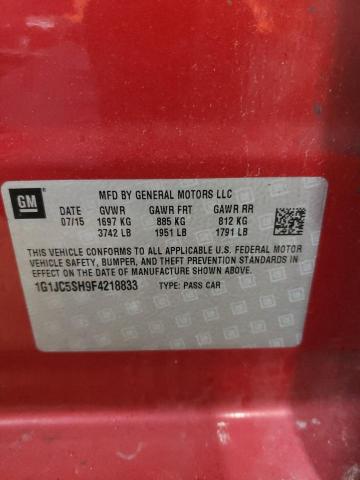 GM
MFD BY GENERAL MOTORS LLC
DATE GVWR GAWR FRT GAWR RR
07/15 1697 KG 885 KG 812 KG
3742 LB 1951 LB 1791 LB
THIS VEHICLE CONFORMS TO ALL APPLICABLE U.S. FEDERAL MOTOR
VEHICLE SAFETY, BUMPER, AND THEFT PREVENTION STANDARDS
IN EFFECT ON THE DATE OF MANUFACTURE SHOWN ABOVE.
1G1JC5SH9F4218833 TYPE: PASS CAR